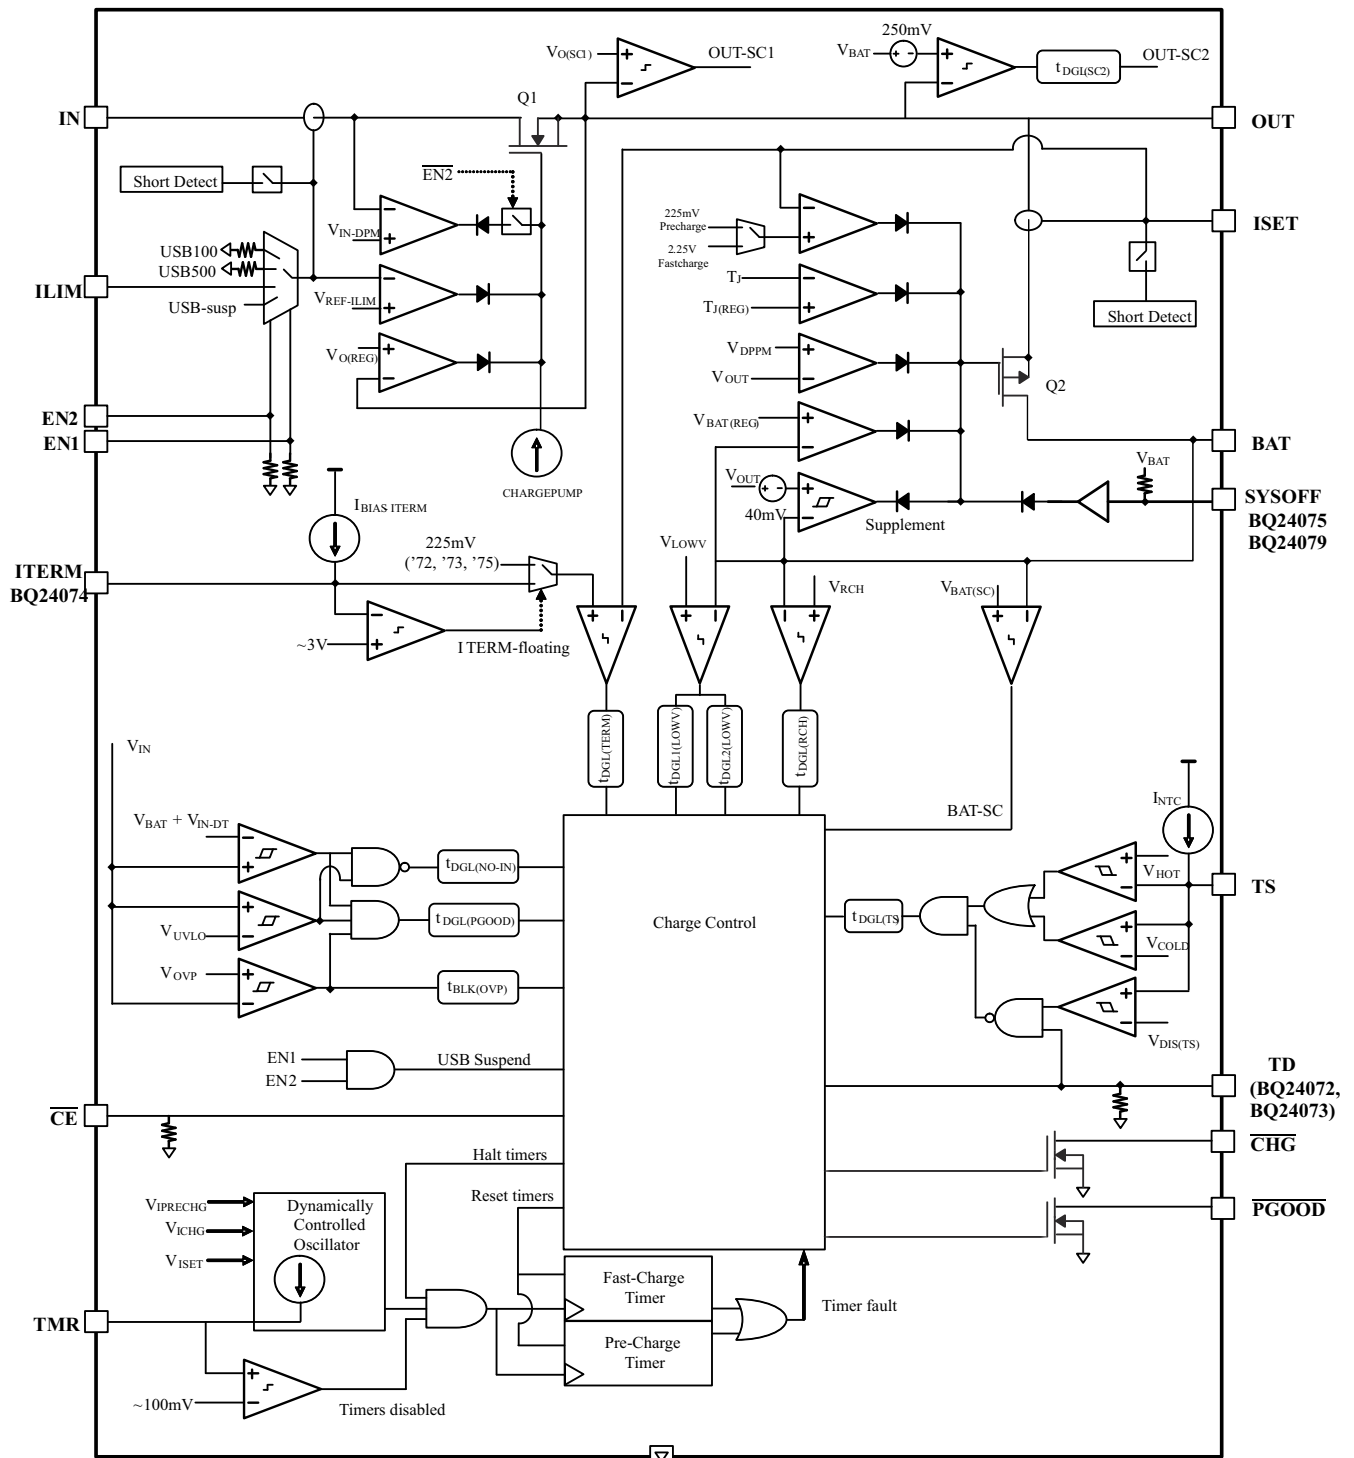 250mV
VO(SC1)
OUT-SC1
VBAT
tDGL(SC2)
OUT-SC2
Q1
IN
OUT
Short Detect
EN2
VIN-DPM
225mV
Precharge
2.25V
Fastcharge
ISET
USB100
USB500
ILIM
USB-susp
VREF-ILIM
TJ
TJ(REG)
Short Detect
VO(REG)
VDPPM
VOUT
Q2
EN2
EN1
VBAT(REG)
BAT
CHARGEPUMP
VOUT
40mV
Supplement
VBAT
SYSOFF
BQ24075
BQ24079
IBIAS ITERM
225mV
('72, '73, '75)
VLOWV
ITERM
BQ24074
VRCH
VBAT(SC)
~3V
I TERM-floating
tDGL(TERM)
tDGL1(LOWV)
tDGL2(LOWV)
tDGL(RCH)
VIN
BAT-SC
INTC
VBAT + VIN-DT
tDGL(NO-IN)
VHOT
TS
VUVLO
tDGL(PGOOD)
Charge Control
tDGL(TS)
VCOLD
VOVP
tBLK(OVP)
VDIS(TS)
EN1
EN2
USB Suspend
TD
(BQ24072,
BQ24073)
CE
CHG
Halt timers
Reset timers
PGOOD
VIPRECHG
VICHG
VISET
Dynamically
Controlled
Oscillator
Fast-Charge
Timer
Timer fault
TMR
Pre-Charge
Timer
~100mV
Timers disabled